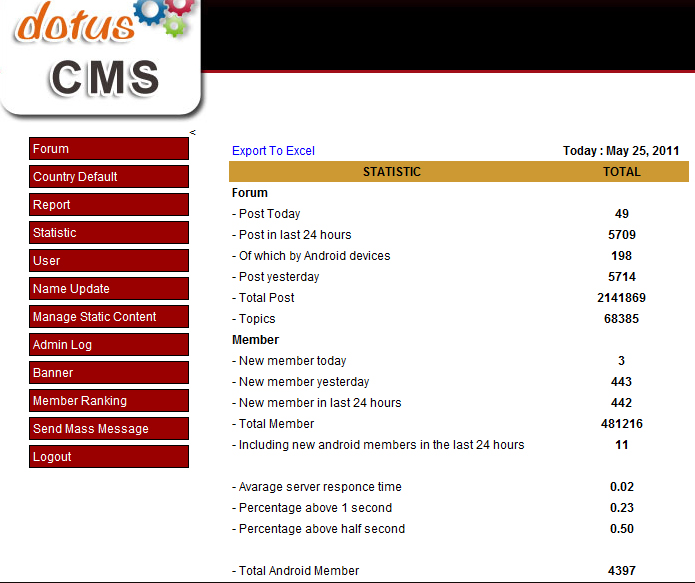 dotus
CMS
<
Forum
Country Default
Report
Statistic
User
Name Update
Manage Static Content
Admin Log
Banner
Member Ranking
Send Mass Message
Logout
Export To Excel Today : May 25, 2011
STATISTIC TOTAL
Forum
- Post Today 49
- Post in last 24 hours 5709
- Of which by Android devices 198
- Post yesterday 5714
- Total Post 2141869
- Topics 68385
Member
- New member today 3
- New member yesterday 443
- New member in last 24 hours 442
- Total Member 481216
- Including new android members in the last 24 hours 11
- Avarage server responce time 0.02
- Percentage above 1 second 0.23
- Percentage above half second 0.50
- Total Android Member 4397